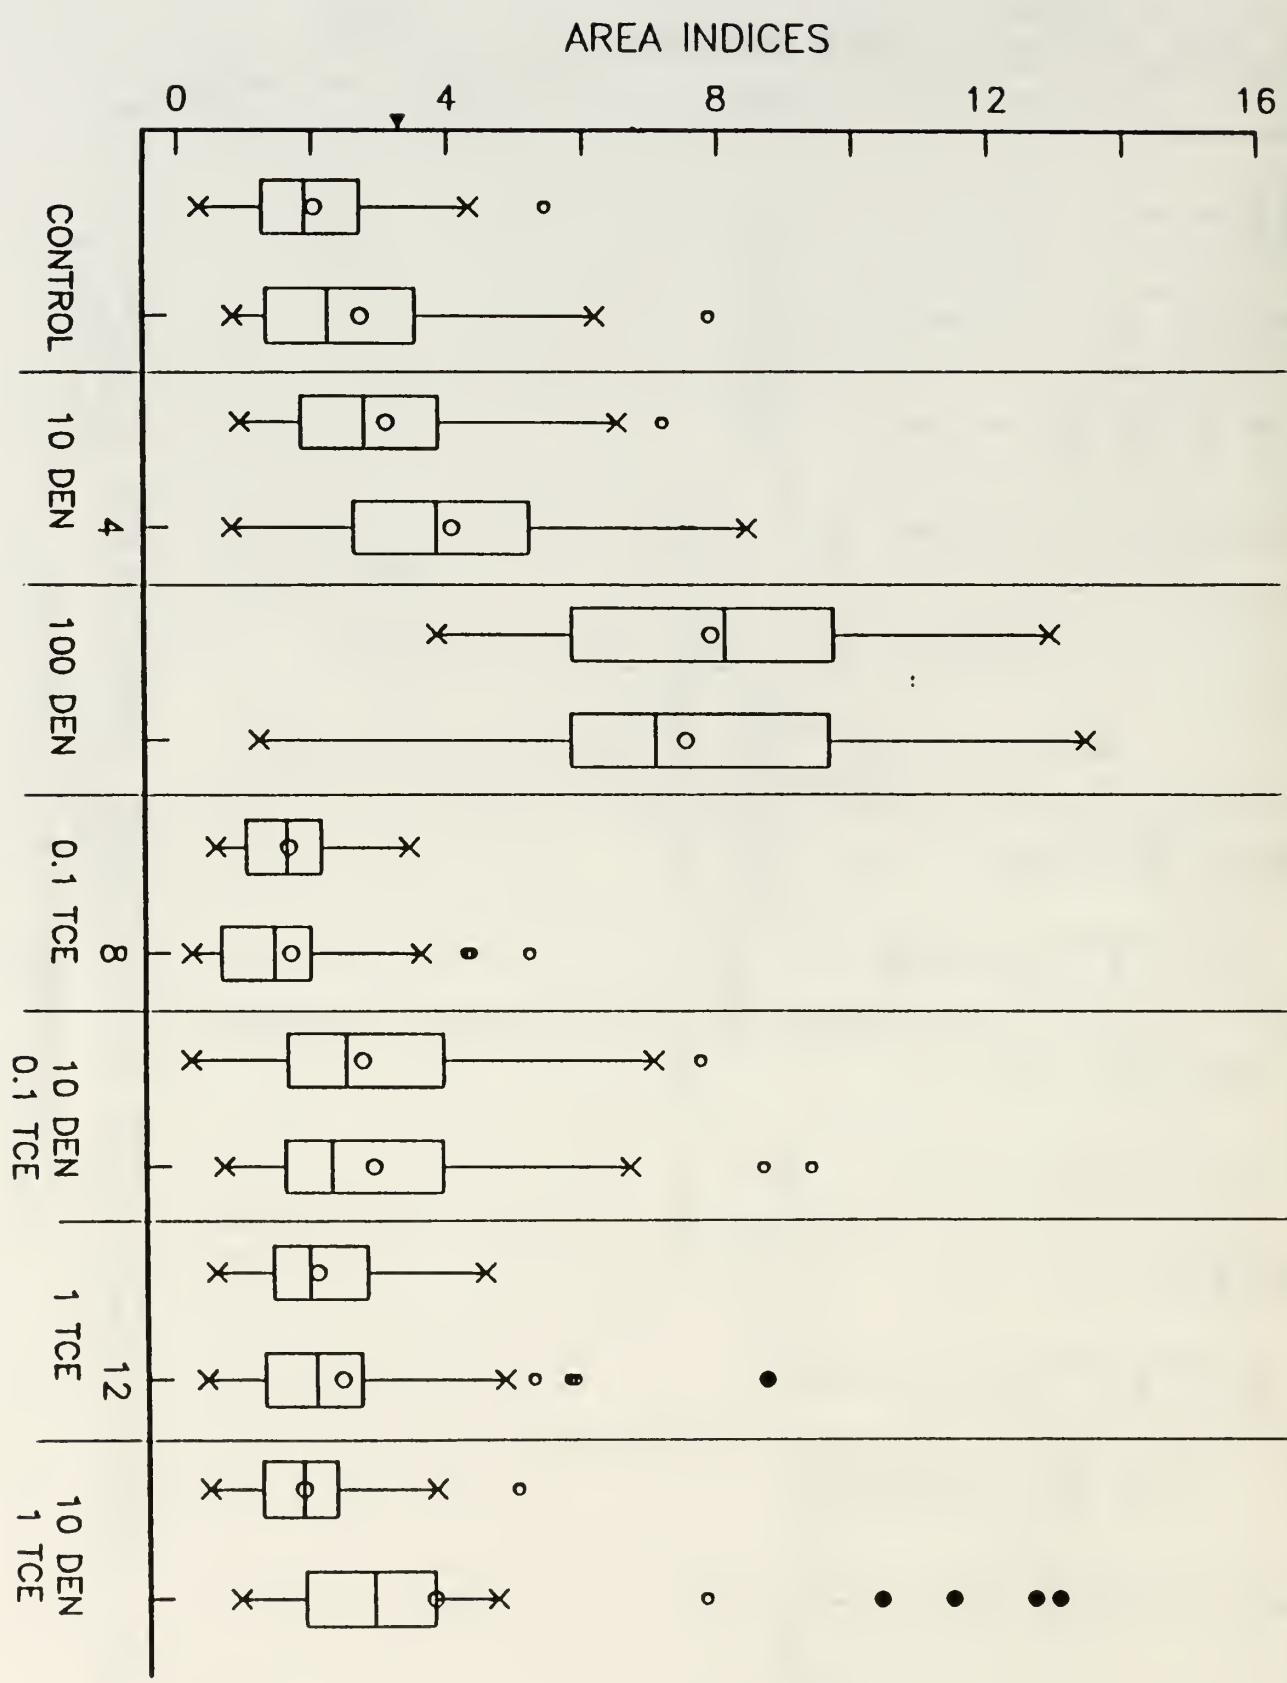 AREA INDICES
0 4 8 12 16
CONTROL
10 DEN
4
100 DEN
0.1 TCE
8
10 DEN
0.1 TCE
1 TCE
12
10 DEN
1 TCE